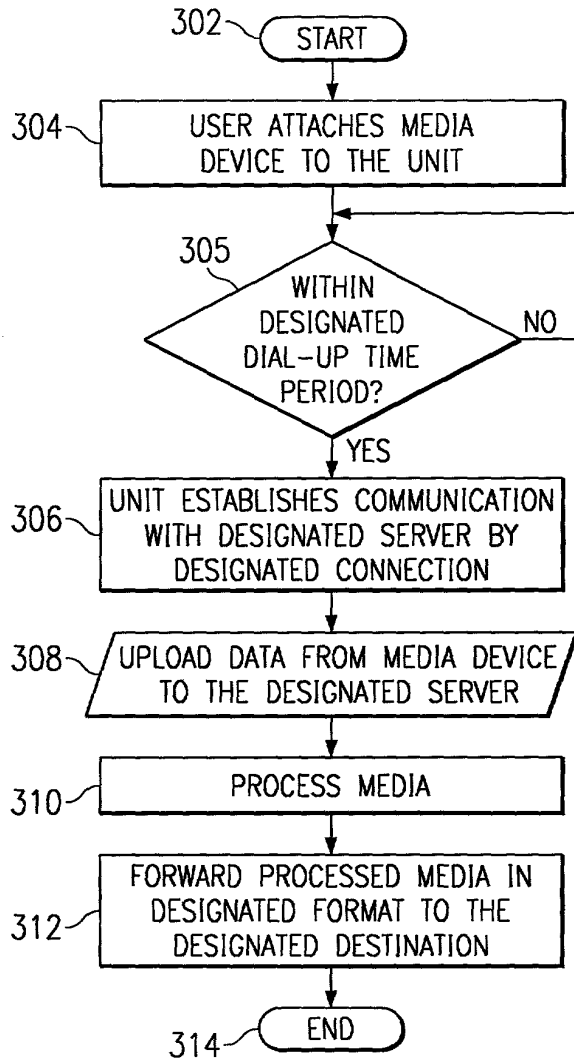 302
START
304
USER ATTACHES MEDIA
DEVICE TO THE UNIT
305
WITHIN
DESIGNATED
DIAL-UP TIME
PERIOD?
NO
YES
306
UNIT ESTABLISHES COMMUNICATION
WITH DESIGNATED SERVER BY
DESIGNATED CONNECTION
308
UPLOAD DATA FROM MEDIA DEVICE
TO THE DESIGNATED SERVER
310
PROCESS MEDIA
312
FORWARD PROCESSED MEDIA IN
DESIGNATED FORMAT TO THE
DESIGNATED DESTINATION
314
END